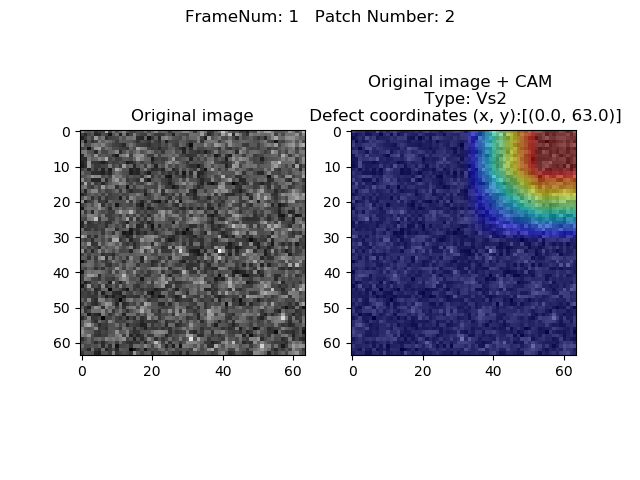 FrameNum: 1   Patch Number: 2
Original image
0
10
20
30
40
50
60
0 20 40 60
Original image + CAM
Type: Vs2
Defect coordinates (x, y):[(0.0, 63.0)]
0
10
20
30
40
50
60
0 20 40 60